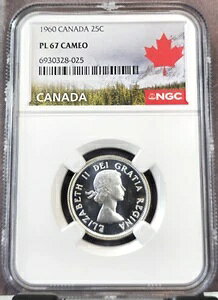 1960 CANADA 25C
PL 67 CAMEO
6930328-025
CANADA
NGC
ELIZABETH II DEI GRATIA REGINA